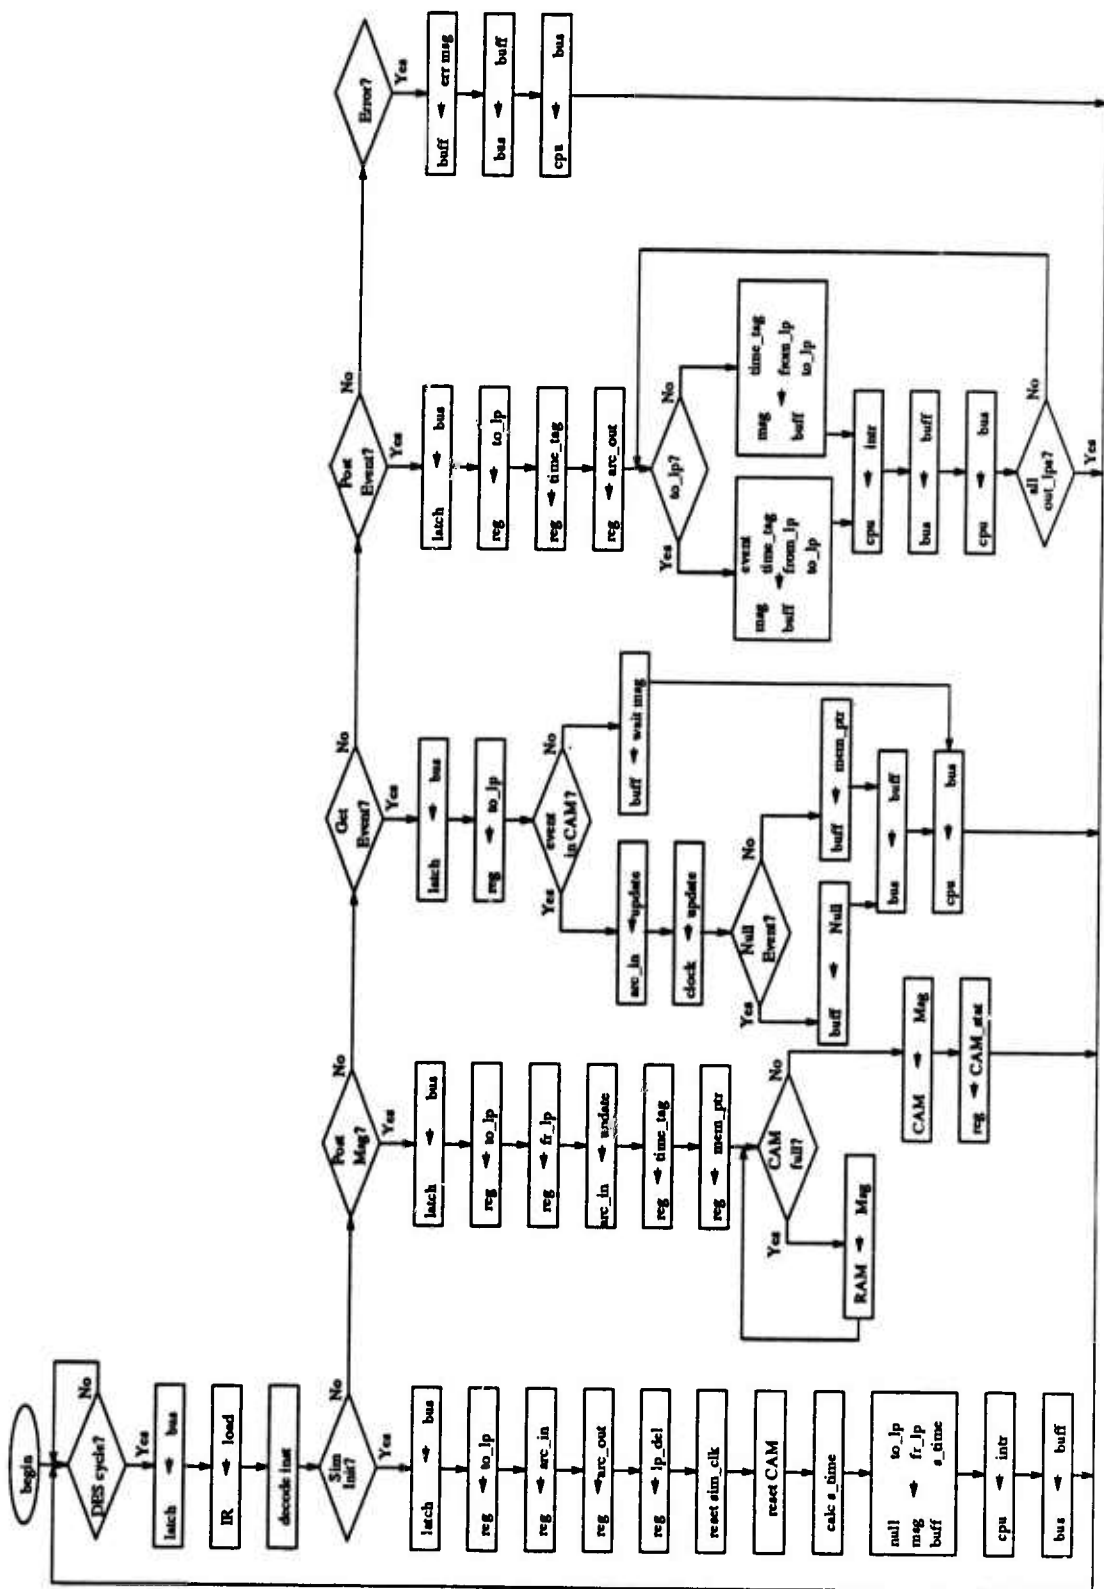 begin
DES cycle?
No
Yes
latch ← bus
IR ← load
decode inst
Sim
Init?
No
Yes
latch ← bus
reg ← to_lp
reg ← arc_in
reg ← arc_out
reg ← lp_del
reset sim_clk
reset CAM
calc s_time
null to_lp
msg ← fr_lp
buff s_time
cpu ← intr
bus ← buff
Post
Msg?
No
Yes
latch ← bus
reg ← to_lp
reg ← fr_lp
arc_in ← update
reg ← time_tag
reg ← mem_ptr
CAM
full?
Yes
No
RAM ← Msg
CAM ← Msg
reg ← CAM_stat
Get
Event?
No
Yes
latch ← bus
reg ← to_lp
event
in CAM?
Yes
No
arc_in ← update
clock ← update
buff ← wait msg
Null
Event?
Yes
No
buff ← Null
buff ← mem_ptr
bus ← buff
cpu ← bus
Post
Event?
No
Yes
latch ← bus
reg ← to_lp
reg ← time_tag
reg ← arc_out
to_lp?
Yes
No
event
msg time_tag
buff ← from_lp
to_lp
msg time_tag
buff ← from_lp
to_lp
cpu ← intr
bus ← buff
cpu ← bus
all
out_lps?
No
Yes
Error?
Yes
buff ← err msg
bus ← buff
cpu ← bus